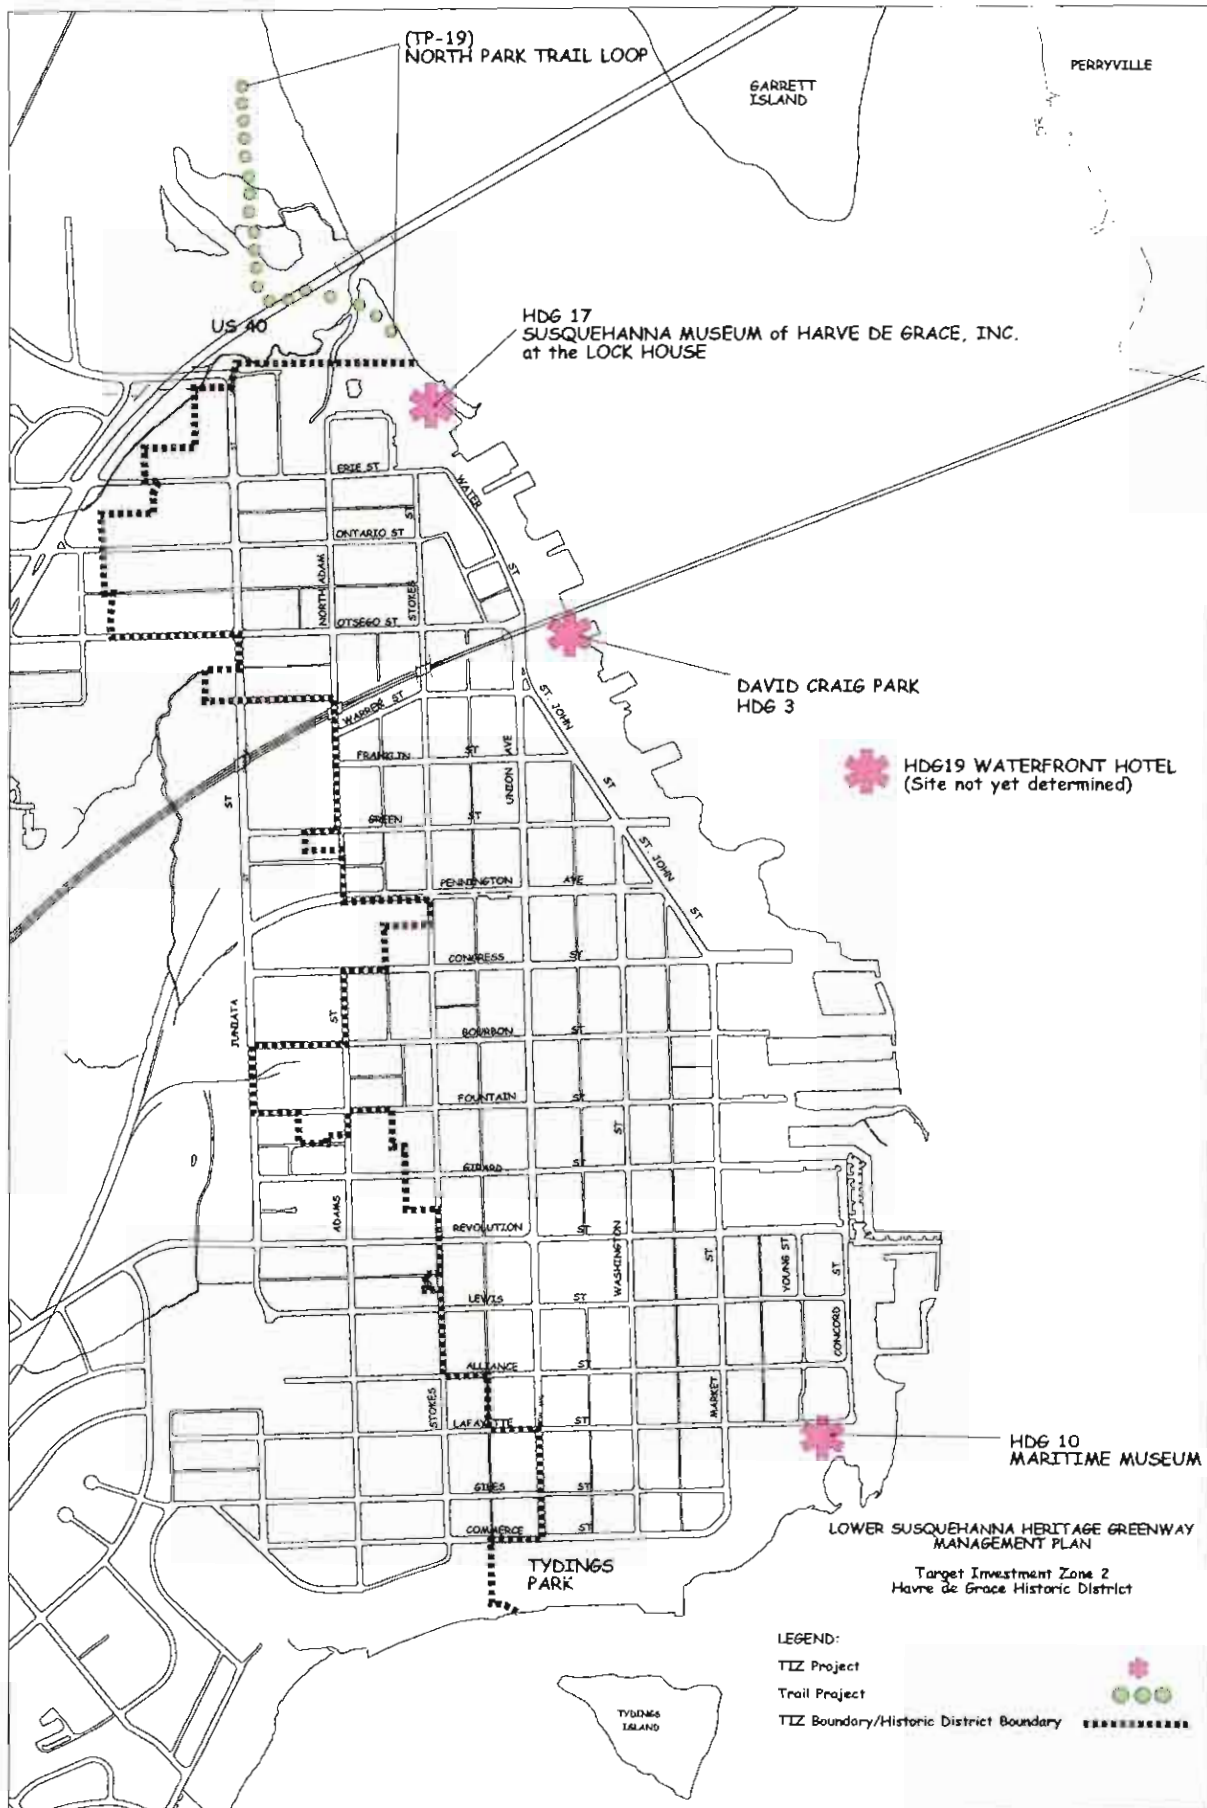 (TP-19)
NORTH PARK TRAIL LOOP
GARRETT
ISLAND
PERRYVILLE
HDG 17
SUSQUEHANNA MUSEUM of HARVE DE GRACE, INC.
at the LOCK HOUSE
US 40
ST
ERIE ST
WATER
ST
ST
ONTARIO ST
NORTH ADAM
STOKES
OTSEGO ST
DAVID CRAIG PARK
HDG 3
ST. JOHN
ST
WARREN ST
FRANKLIN
ST
UNION AVE
HDG19 WATERFRONT HOTEL
(Site not yet determined)
ST
GREEN
ST
ST. JOHN
ST
ST
PENNINGTON
AVE
CONGRESS
ST
JUNIATA
ST
BOURBON
ST
FOUNTAIN
ST
ST
GIRARD
ST
ADAMS
REVOLUTION
ST
WASHINGTON
ST
YOUNG ST
ST
LEWIS
ST
CONCORD
ALLIANCE
ST
STOKES
MARKET
LAFAYETTE
ST
HDG 10
MARITIME MUSEUM
GILES
ST
COMMERCE
ST
TYDINGS
PARK
LOWER SUSQUEHANNA HERITAGE GREENWAY
MANAGEMENT PLAN
Target Investment Zone 2
Havre de Grace Historic District
LEGEND:
TIZ Project
Trail Project
TIZ Boundary/Historic District Boundary
TYDINGS
ISLAND